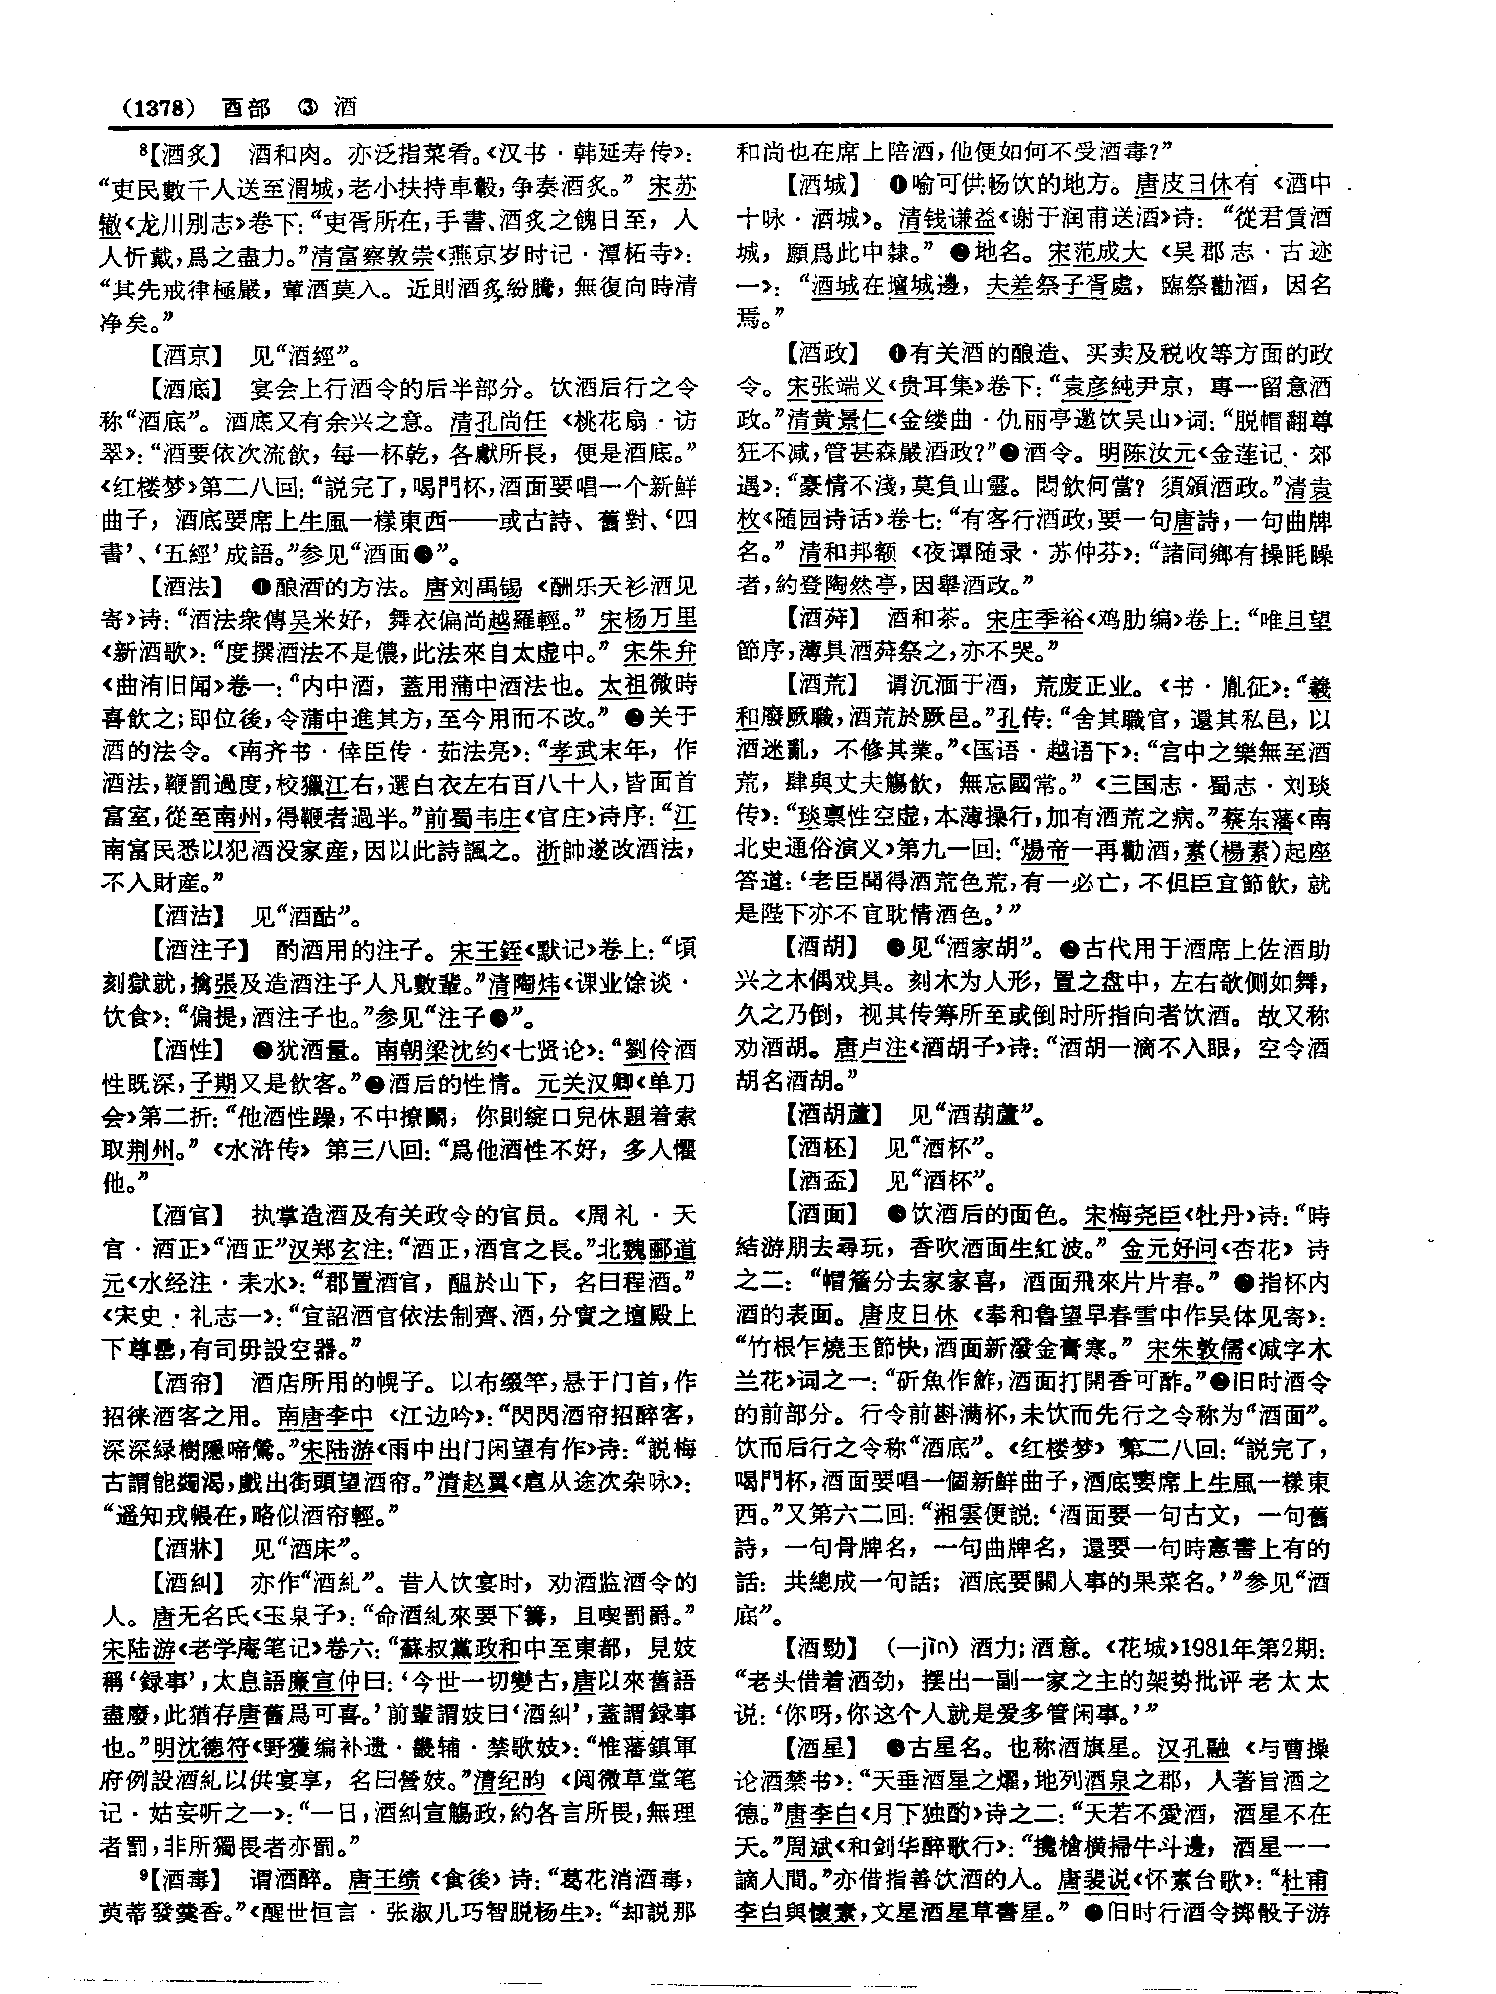 （1378） 酉部 ③ 酒
⁸【酒炙】 酒和肉。亦泛指菜肴。《汉书·韩延寿传》：
“吏民數千人送至渭城，老小扶持車轂，争奏酒炙。” 宋苏
辙《龙川别志》卷下：“吏胥所在，手書、酒炙之餽日至，人
人忻戴，爲之盡力。”清富察敦崇《燕京岁时记·潭柘寺》：
“其先戒律極嚴，葷酒莫入。近則酒炙紛騰，無復向時清
净矣。”
【酒京】 见“酒經”。
【酒底】 宴会上行酒令的后半部分。饮酒后行之令
称“酒底”。酒底又有余兴之意。清孔尚任《桃花扇·访
翠》：“酒要依次流飲，每一杯乾，各獻所長，便是酒底。”
《红楼梦》第二八回：“説完了，喝門杯，酒面要唱一个新鮮
曲子，酒底要席上生風一樣東西——或古詩、舊對、‘四
書’、‘五經’成語。”参见“酒面❸”。
【酒法】 ❶酿酒的方法。唐刘禹锡《酬乐天衫酒见
寄》诗：“酒法衆傳吴米好，舞衣偏尚越羅輕。” 宋杨万里
《新酒歌》：“度撰酒法不是儂，此法來自太虚中。” 宋朱弁
《曲洧旧闻》卷一：“内中酒，蓋用蒲中酒法也。太祖微時
喜飲之；即位後，令蒲中進其方，至今用而不改。” ❷关于
酒的法令。《南齐书·倖臣传·茹法亮》：“孝武末年，作
酒法，鞭罰過度，校獵江右，選白衣左右百八十人，皆面首
富室，從至南州，得鞭者過半。”前蜀韦庄《官庄》诗序：“江
南富民悉以犯酒没家産，因以此詩諷之。浙帥遂改酒法，
不入財産。”
【酒沽】 见“酒酤”。
【酒注子】 酌酒用的注子。宋王銍《默记》卷上：“頃
刻獄就，擒張及造酒注子人凡數輩。”清陶炜《课业馀谈·
饮食》：“偏提，酒注子也。”参见“注子❶”。
【酒性】 ❶犹酒量。南朝梁沈约《七贤论》：“劉伶酒
性既深，子期又是飲客。”❷酒后的性情。元关汉卿《单刀
会》第二折：“他酒性躁，不中撩鬭，你則綻口兒休題着索
取荆州。”《水浒传》第三八回：“爲他酒性不好，多人懼
他。”
【酒官】 执掌造酒及有关政令的官员。《周礼·天
官·酒正》“酒正”汉郑玄注：“酒正，酒官之長。”北魏郦道
元《水经注·耒水》：“郡置酒官，醖於山下，名曰程酒。”
《宋史·礼志一》：“宜詔酒官依法制齊、酒，分實之壇殿上
下尊罍，有司毋設空器。”
【酒帘】 酒店所用的幌子。以布缀竿，悬于门首，作
招徕酒客之用。南唐李中《江边吟》：“閃閃酒帘招醉客，
深深緑樹隱啼鶯。”宋陆游《雨中出门闲望有作》诗：“説梅
古謂能蠲渴，戲出街頭望酒帘。”清赵翼《扈从途次杂咏》：
“遥知戎帳在，略似酒帘輕。”
【酒牀】 见“酒床”。
【酒糾】 亦作“酒糺”。昔人饮宴时，劝酒监酒令的
人。唐无名氏《玉泉子》：“命酒糺來要下籌，且喫罰爵。”
宋陆游《老学庵笔记》卷六：“蘇叔黨政和中至東都，見妓
稱‘録事’，太息語廉宣仲曰：‘今世一切變古，唐以來舊語
盡廢，此猶存唐舊爲可喜。’前輩謂妓曰‘酒糾’，蓋謂録事
也。”明沈德符《野獲编补遗·畿辅·禁歌妓》：“惟藩鎮軍
府例設酒糺以供宴享，名曰營妓。”清纪昀《阅微草堂笔
记·姑妄听之一》：“一日，酒糾宣觴政，約各言所畏，無理
者罰，非所獨畏者亦罰。”
⁹【酒毒】 谓酒醉。唐王绩《食後》诗：“葛花消酒毒，
萸蒂發羹香。”《醒世恒言·张淑儿巧智脱杨生》：“却説那
和尚也在席上陪酒，他便如何不受酒毒？”
【酒城】 ❶喻可供畅饮的地方。唐皮日休有《酒中
十咏·酒城》。清钱谦益《谢于润甫送酒》诗：“從君貰酒
城，願爲此中隸。” ❷地名。宋范成大《吴郡志·古迹
一》：“酒城在壇城邊，夫差祭子胥處，臨祭勸酒，因名
焉。”
【酒政】 ❶有关酒的酿造、买卖及税收等方面的政
令。宋张端义《贵耳集》卷下：“袁彦純尹京，專一留意酒
政。”清黄景仁《金缕曲·仇丽亭邀饮吴山》词：“脱帽翻尊
狂不减，管甚森嚴酒政？”❷酒令。明陈汝元《金莲记·郊
遇》：“豪情不淺，莫負山靈。悶飲何當？須頒酒政。”清袁
枚《随园诗话》卷七：“有客行酒政，要一句唐詩，一句曲牌
名。” 清和邦额《夜谭随录·苏仲芬》：“諸同鄉有操眊矂
者，約登陶然亭，因舉酒政。”
【酒荈】 酒和茶。宋庄季裕《鸡肋编》卷上：“唯旦望
節序，薄具酒荈祭之，亦不哭。”
【酒荒】 谓沉湎于酒，荒废正业。《书·胤征》：“羲
和廢厥職，酒荒於厥邑。”孔传：“舍其職官，還其私邑，以
酒迷亂，不修其業。”《国语·越语下》：“宫中之樂無至酒
荒，肆與丈夫觴飲，無忘國常。”《三国志·蜀志·刘琰
传》：“琰禀性空虚，本薄操行，加有酒荒之病。”蔡东藩《南
北史通俗演义》第九一回：“煬帝一再勸酒，素（楊素）起座
答道：‘老臣聞得酒荒色荒，有一必亡，不但臣宜節飲，就
是陛下亦不宜耽情酒色。’”
【酒胡】 ❶见“酒家胡”。❷古代用于酒席上佐酒助
兴之木偶戏具。刻木为人形，置之盘中，左右欹侧如舞，
久之乃倒，视其传筹所至或倒时所指向者饮酒。故又称
劝酒胡。唐卢注《酒胡子》诗：“酒胡一滴不入眼，空令酒
胡名酒胡。”
【酒胡蘆】 见“酒葫蘆”。
【酒柸】 见“酒杯”。
【酒盃】 见“酒杯”。
【酒面】 ❶饮酒后的面色。宋梅尧臣《牡丹》诗：“時
結游朋去尋玩，香吹酒面生紅波。” 金元好问《杏花》诗
之二：“帽簷分去家家喜，酒面飛來片片春。” ❷指杯内
酒的表面。唐皮日休《奉和鲁望早春雪中作吴体见寄》：
“竹根乍燒玉節快，酒面新潑金膏寒。” 宋朱敦儒《减字木
兰花》词之一：“斫魚作鮓，酒面打開香可酢。”❸旧时酒令
的前部分。行令前斟满杯，未饮而先行之令称为“酒面”。
饮而后行之令称“酒底”。《红楼梦》第二八回：“説完了，
喝門杯，酒面要唱一個新鮮曲子，酒底要席上生風一樣東
西。”又第六二回：“湘雲便説：‘酒面要一句古文，一句舊
詩，一句骨牌名，一句曲牌名，還要一句時憲書上有的
話：共總成一句話；酒底要關人事的果菜名。’”参见“酒
底”。
【酒勁】 （—jìn）酒力；酒意。《花城》1981年第2期：
“老头借着酒劲，摆出一副一家之主的架势批评老太太
说：‘你呀，你这个人就是爱多管闲事。’”
【酒星】 ❶古星名。也称酒旗星。汉孔融《与曹操
论酒禁书》：“天垂酒星之燿，地列酒泉之郡，人著旨酒之
德。”唐李白《月下独酌》诗之二：“天若不愛酒，酒星不在
天。”周斌《和剑华醉歌行》：“攙槍横掃牛斗邊，酒星一一
謫人間。”亦借指善饮酒的人。唐裴说《怀素台歌》：“杜甫
李白與懷素，文星酒星草書星。” ❷旧时行酒令掷骰子游